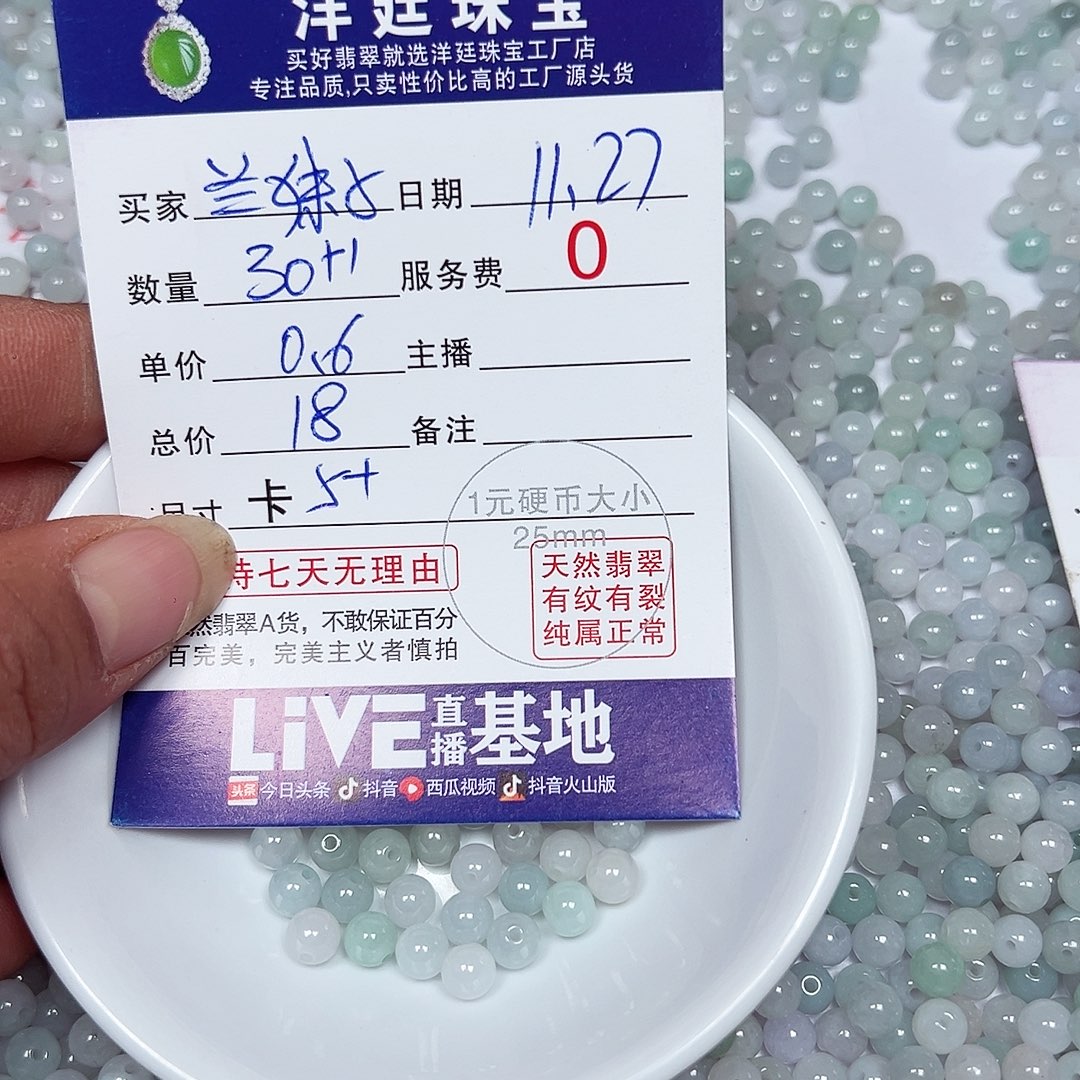 洋廷珠宝
买好翡翠就选洋廷珠宝工厂店
专注品质,只卖性价比高的工厂源头货
买家 日期 11.27
数量 30+1 服务费 0
单价 0.6 主播
总价 18 备注
尺寸 卡 5+
1元硬币大小
25mm
持七天无理由
天然翡翠
有纹有裂
纯属正常
然翡翠A货，不敢保证百分
百完美，完美主义者慎拍
LiVE直播基地
头条 今日头条 抖音 西瓜视频 抖音火山版